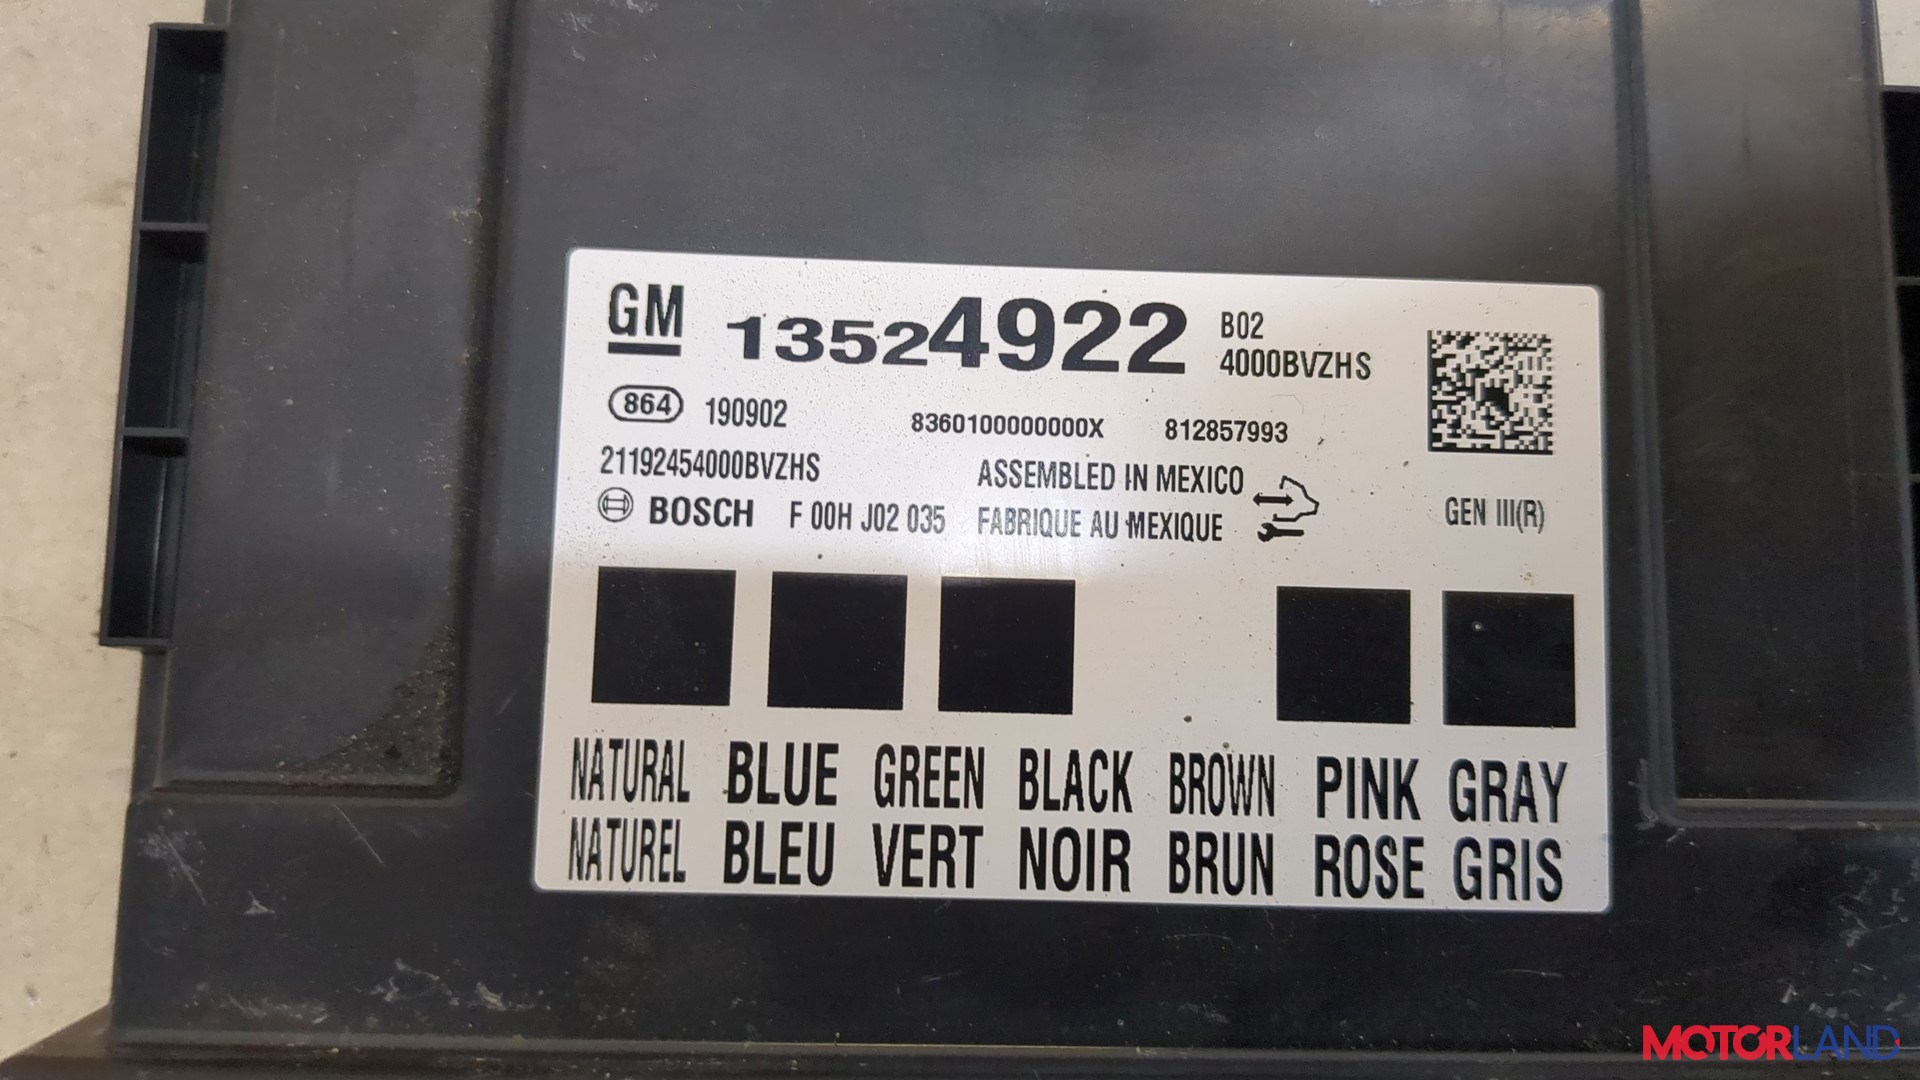 GM 13524922 B02
4000BVZHS
864 190902 8360100000000X 812857993
21192454000BVZHS ASSEMBLED IN MEXICO
BOSCH F 00H J02 035 FABRIQUE AU MEXIQUE GEN III(R)
NATURAL BLUE GREEN BLACK BROWN PINK GRAY
NATUREL BLEU VERT NOIR BRUN ROSE GRIS
MOTORLAND